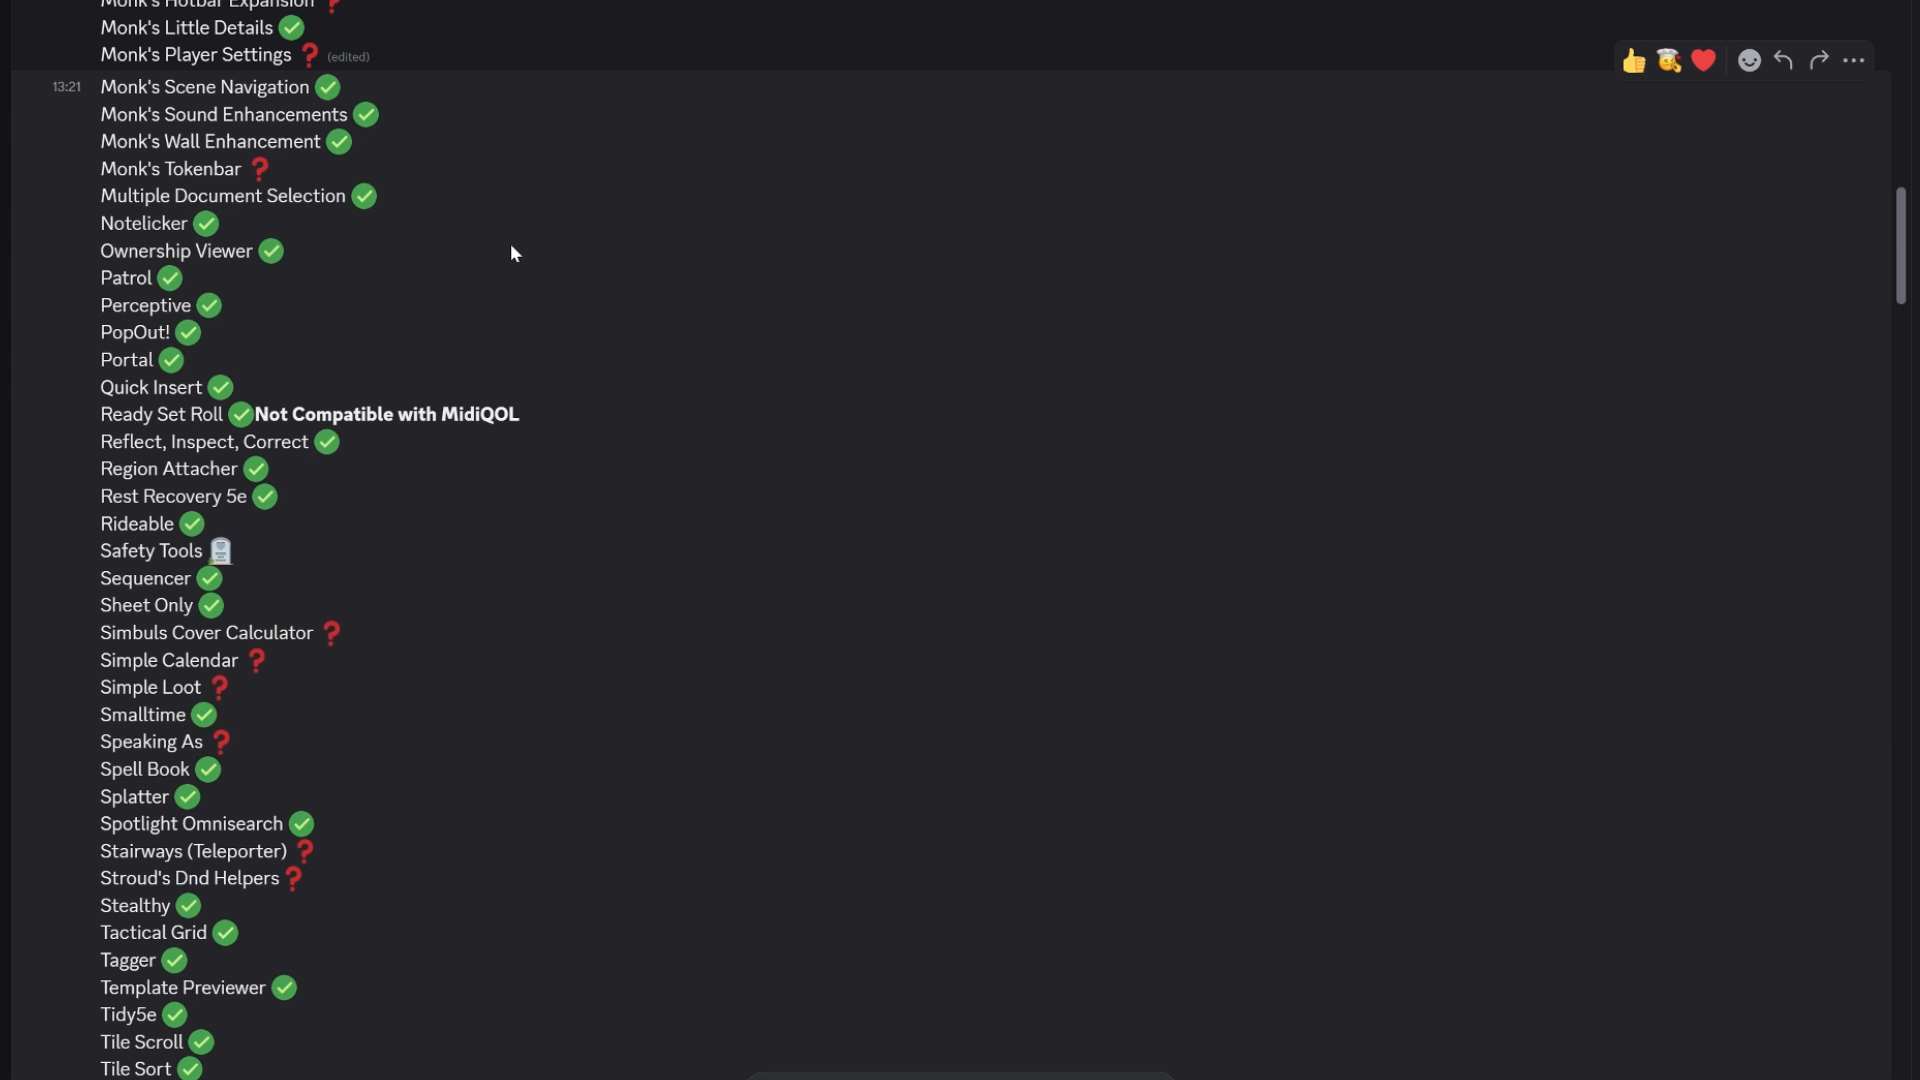 Monk's Hotbar Expansion ❓
Monk's Little Details ✅
Monk's Player Settings ❓ (edited)
13:21 Monk's Scene Navigation ✅
Monk's Sound Enhancements ✅
Monk's Wall Enhancement ✅
Monk's Tokenbar ❓
Multiple Document Selection ✅
Notelicker ✅
Ownership Viewer ✅
Patrol ✅
Perceptive ✅
PopOut! ✅
Portal ✅
Quick Insert ✅
Ready Set Roll ✅Not Compatible with MidiQOL
Reflect, Inspect, Correct ✅
Region Attacher ✅
Rest Recovery 5e ✅
Rideable ✅
Safety Tools 🪦
Sequencer ✅
Sheet Only ✅
Simbuls Cover Calculator ❓
Simple Calendar ❓
Simple Loot ❓
Smalltime ✅
Speaking As ❓
Spell Book ✅
Splatter ✅
Spotlight Omnisearch ✅
Stairways (Teleporter) ❓
Stroud's Dnd Helpers ❓
Stealthy ✅
Tactical Grid ✅
Tagger ✅
Template Previewer ✅
Tidy5e ✅
Tile Scroll ✅
Tile Sort ✅